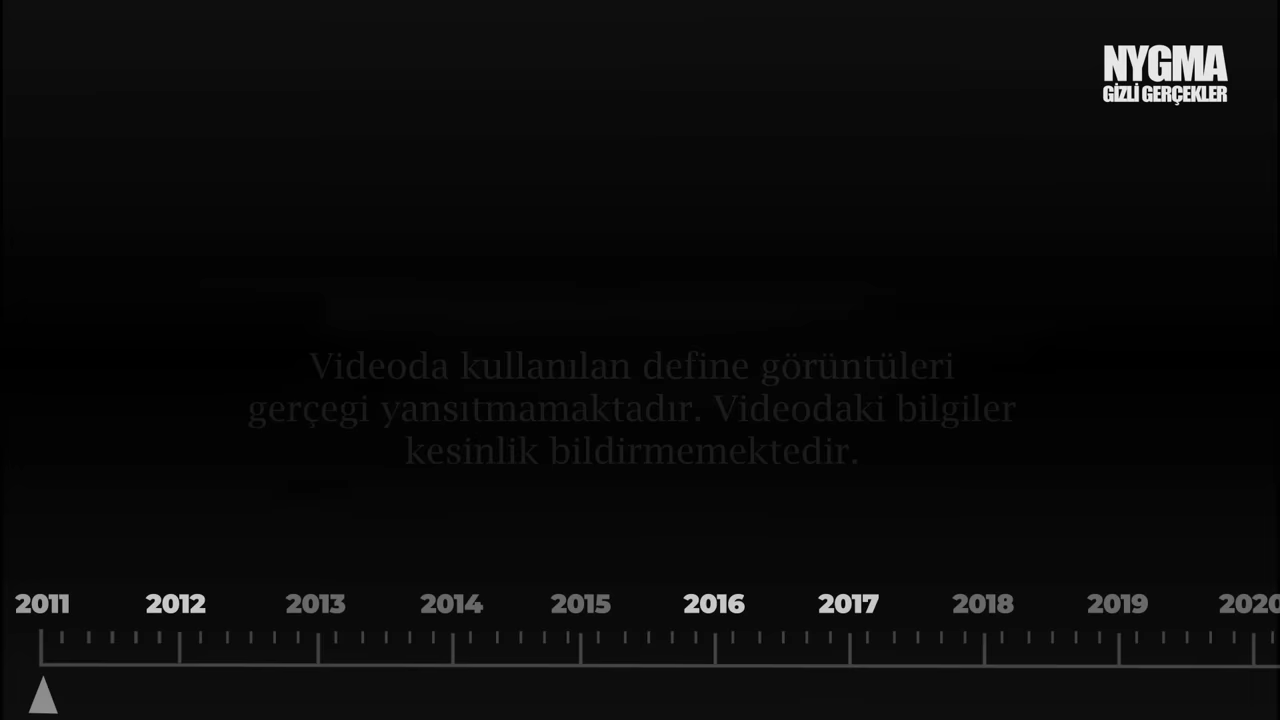 NYGMA
GİZLİ GERÇEKLER
Videoda kullanılan define görüntüleri
gerçegi yansıtmamaktadır. Videodaki bilgiler
kesinlik bildirmemektedir.
2011 2012 2013 2014 2015 2016 2017 2018 2019 2020